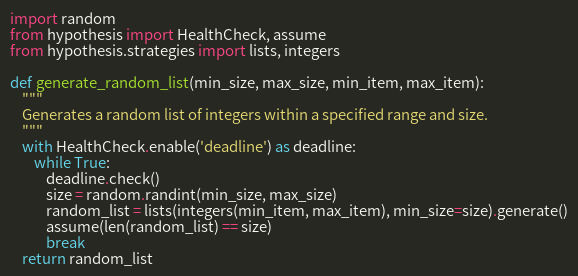 import random
from hypothesis import HealthCheck, assume
from hypothesis.strategies import lists, integers

def generate_random_list(min_size, max_size, min_item, max_item):
    """
    Generates a random list of integers within a specified range and size.
    """
    with HealthCheck.enable('deadline') as deadline:
        while True:
            deadline.check()
            size = random.randint(min_size, max_size)
            random_list = lists(integers(min_item, max_item), min_size=size).generate()
            assume(len(random_list) == size)
            break
    return random_list